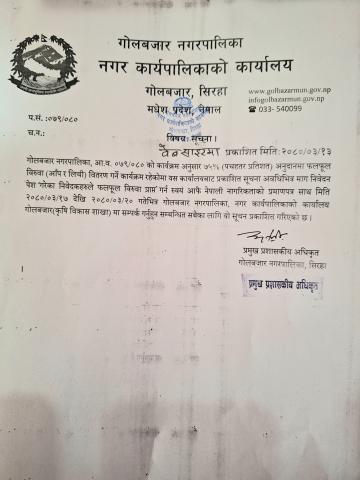 गोलबजार नगरपालिका
नगर कार्यपालिकाको कार्यालय
गोलबजार, सिरहा
मधेश प्रदेश, नेपाल
www.golbazarmun.gov.np
infogolbazarmun.gov.np
☎ 033-540099
प.सं. :०७९/०८०
च.न.:
विषयः सूचना।
वेबसाइटमा प्रकाशित मिति:२०८०/०३/१३
गोलबजार नगरपालिका, आ.व. ०७९/०८० को कार्यक्रम अनुसार ७५% (पचहतर प्रतिशत) अनुदानमा फलफूल
विरुवा (आँप र लिची) वितरण गर्ने कार्यक्रम रहेकोमा यस कार्यालयबाट प्रकाशित सूचना अवधिभित्र माग निवेदन
पेश गरेका निवेदकहरुले फलफूल विरुवा प्राप्त गर्न स्वयं आफै नेपाली नागरिकताको प्रमाणपत्र साथ मिति
२०८०/०३/१७ देखि २०८०/०३/२० गतेभित्र गोलबजार नगरपालिका, नगर कार्यपालिकाको कार्यालय
गोलबजार(कृषि विकास शाखा) मा सम्पर्क गर्नुहुन सम्बन्धित सबैका लागि यो सूचना प्रकाशित गरिएको छ।
प्रमुख प्रशासकीय अधिकृत
गोलबजार नगरपालिका, सिरहा
प्रमुख प्रशासकीय अधिकृत